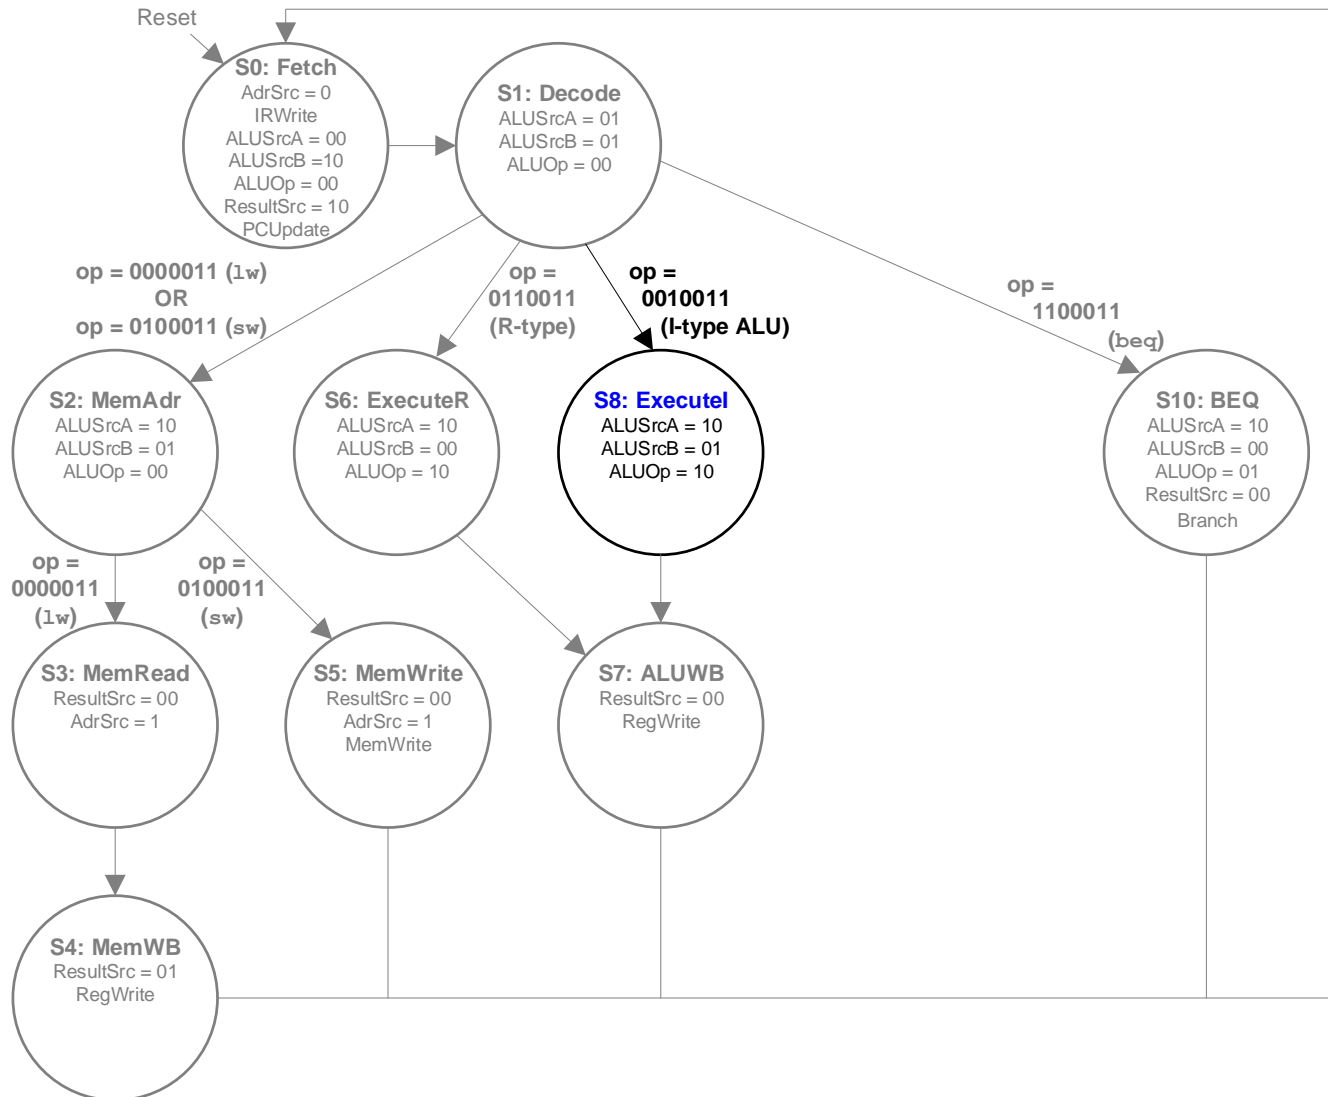 Reset
S0: Fetch
AdrSrc = 0
IRWrite
ALUSrcA = 00
ALUSrcB =10
ALUOp = 00
ResultSrc = 10
PCUpdate
S1: Decode
ALUSrcA = 01
ALUSrcB = 01
ALUOp = 00
op = 0000011 (lw)
OR
op = 0100011 (sw)
op =
0110011
(R-type)
op =
0010011
(I-type ALU)
op =
1100011
(beq)
S2: MemAdr
ALUSrcA = 10
ALUSrcB = 01
ALUOp = 00
S6: ExecuteR
ALUSrcA = 10
ALUSrcB = 00
ALUOp = 10
S8: ExecuteI
ALUSrcA = 10
ALUSrcB = 01
ALUOp = 10
S10: BEQ
ALUSrcA = 10
ALUSrcB = 00
ALUOp = 01
ResultSrc = 00
Branch
op =
0000011
(lw)
op =
0100011
(sw)
S3: MemRead
ResultSrc = 00
AdrSrc = 1
S5: MemWrite
ResultSrc = 00
AdrSrc = 1
MemWrite
S7: ALUWB
ResultSrc = 00
RegWrite
S4: MemWB
ResultSrc = 01
RegWrite